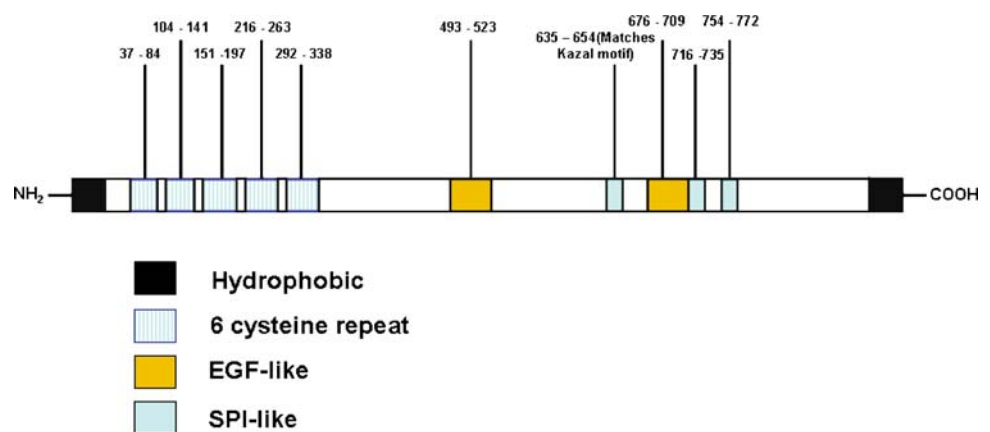 104 - 141
216 - 263
493 - 523
676 - 709
754 - 772
37 - 84
151 - 197
292 - 338
635 – 654(Matches
Kazal motif)
716 -735
NH2
COOH
Hydrophobic
6 cysteine repeat
EGF-like
SPI-like